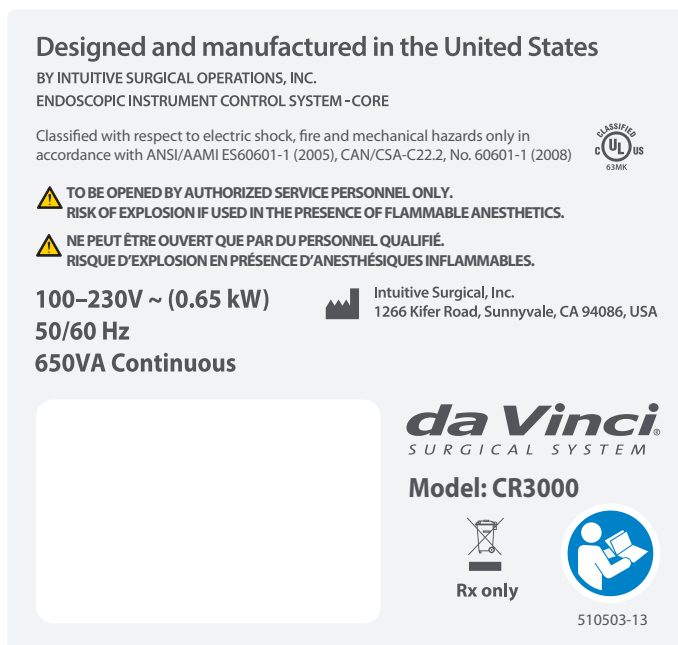 Designed and manufactured in the United States
BY INTUITIVE SURGICAL OPERATIONS, INC.
ENDOSCOPIC INSTRUMENT CONTROL SYSTEM - CORE
Classified with respect to electric shock, fire and mechanical hazards only in
accordance with ANSI/AAMI ES60601-1 (2005), CAN/CSA-C22.2, No. 60601-1 (2008)
CLASSIFIED
C UL US
63MK
TO BE OPENED BY AUTHORIZED SERVICE PERSONNEL ONLY.
RISK OF EXPLOSION IF USED IN THE PRESENCE OF FLAMMABLE ANESTHETICS.
NE PEUT ÊTRE OUVERT QUE PAR DU PERSONNEL QUALIFIÉ.
RISQUE D'EXPLOSION EN PRÉSENCE D'ANESTHÉSIQUES INFLAMMABLES.
100–230V ~ (0.65 kW)
50/60 Hz
650VA Continuous
Intuitive Surgical, Inc.
1266 Kifer Road, Sunnyvale, CA 94086, USA
da Vinci®
SURGICAL SYSTEM
Model: CR3000
Rx only
510503-13